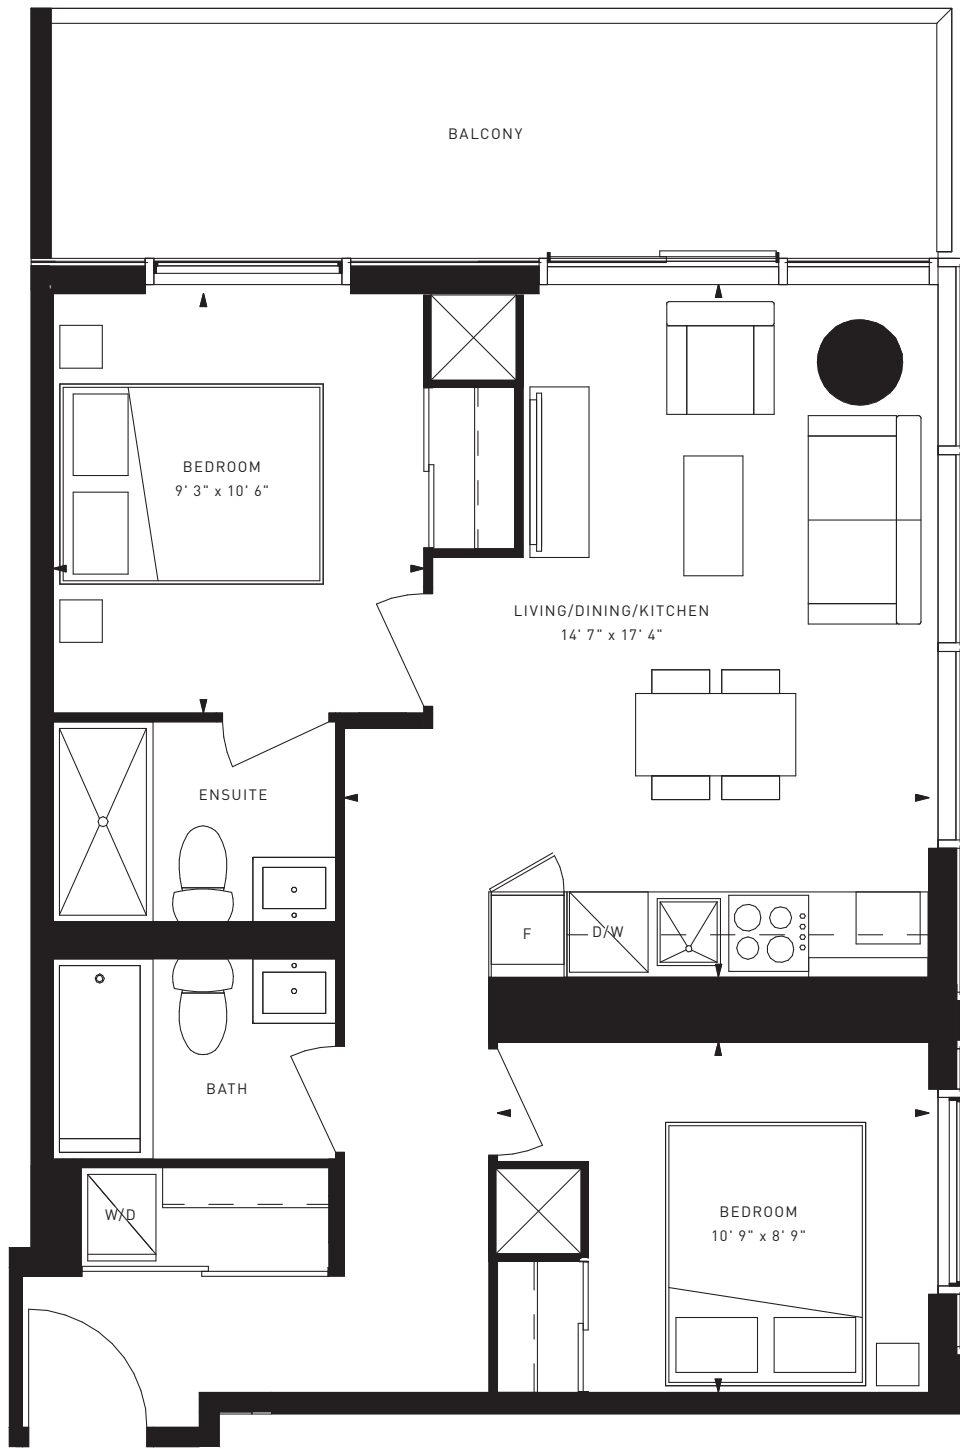 BALCONY
BEDROOM
9' 3" x 10' 6"
LIVING/DINING/KITCHEN
14' 7" x 17' 4"
ENSUITE
F
D/W
BATH
W/D
BEDROOM
10' 9" x 8' 9"